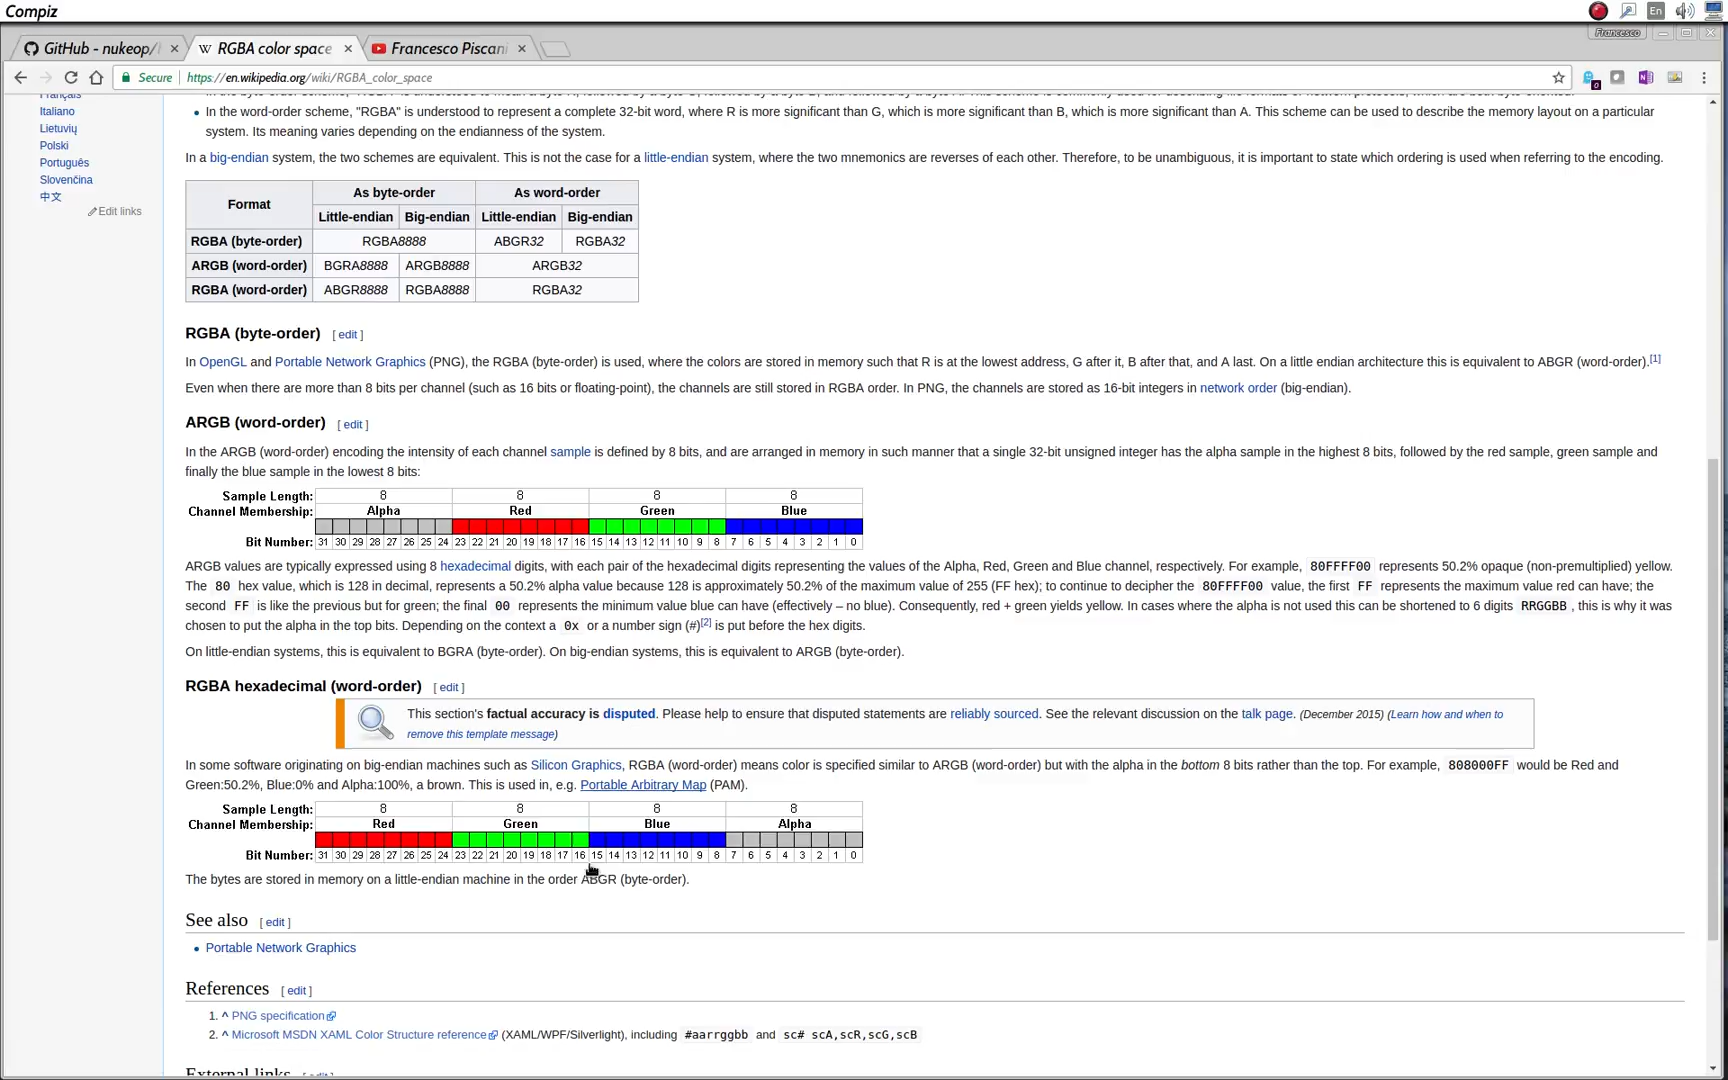 Compiz
En
GitHub - nukeop/
RGBA color space
Francesco Piscani
Francesco
Secure
https://en.wikipedia.org/wiki/RGBA_color_space
Français
Italiano
Lietuvių
Polski
Português
Slovenčina
中文
Edit links
In the word-order scheme, "RGBA" is understood to represent a complete 32-bit word, where R is more significant than G, which is more significant than B, which is more significant than A. This scheme can be used to describe the memory layout on a particular
system. Its meaning varies depending on the endianness of the system.
In a big-endian system, the two schemes are equivalent. This is not the case for a little-endian system, where the two mnemonics are reverses of each other. Therefore, to be unambiguous, it is important to state which ordering is used when referring to the encoding.
Format As byte-order As word-order
Little-endian Big-endian Little-endian Big-endian
RGBA (byte-order) RGBA8888 ABGR32 RGBA32
ARGB (word-order) BGRA8888 ARGB8888 ARGB32
RGBA (word-order) ABGR8888 RGBA8888 RGBA32
RGBA (byte-order) [ edit ]
In OpenGL and Portable Network Graphics (PNG), the RGBA (byte-order) is used, where the colors are stored in memory such that R is at the lowest address, G after it, B after that, and A last. On a little endian architecture this is equivalent to ABGR (word-order).[1]
Even when there are more than 8 bits per channel (such as 16 bits or floating-point), the channels are still stored in RGBA order. In PNG, the channels are stored as 16-bit integers in network order (big-endian).
ARGB (word-order) [ edit ]
In the ARGB (word-order) encoding the intensity of each channel sample is defined by 8 bits, and are arranged in memory in such manner that a single 32-bit unsigned integer has the alpha sample in the highest 8 bits, followed by the red sample, green sample and
finally the blue sample in the lowest 8 bits:
Sample Length: 8 8 8 8
Channel Membership: Alpha Red Green Blue
Bit Number: 31 30 29 28 27 26 25 24 23 22 21 20 19 18 17 16 15 14 13 12 11 10 9 8 7 6 5 4 3 2 1 0
ARGB values are typically expressed using 8 hexadecimal digits, with each pair of the hexadecimal digits representing the values of the Alpha, Red, Green and Blue channel, respectively. For example, 80FFFF00 represents 50.2% opaque (non-premultiplied) yellow.
The 80 hex value, which is 128 in decimal, represents a 50.2% alpha value because 128 is approximately 50.2% of the maximum value of 255 (FF hex); to continue to decipher the 80FFFF00 value, the first FF represents the maximum value red can have; the
second FF is like the previous but for green; the final 00 represents the minimum value blue can have (effectively – no blue). Consequently, red + green yields yellow. In cases where the alpha is not used this can be shortened to 6 digits RRGGBB , this is why it was
chosen to put the alpha in the top bits. Depending on the context a 0x or a number sign (#)[2] is put before the hex digits.
On little-endian systems, this is equivalent to BGRA (byte-order). On big-endian systems, this is equivalent to ARGB (byte-order).
RGBA hexadecimal (word-order) [ edit ]
This section's factual accuracy is disputed. Please help to ensure that disputed statements are reliably sourced. See the relevant discussion on the talk page. (December 2015) (Learn how and when to
remove this template message)
In some software originating on big-endian machines such as Silicon Graphics, RGBA (word-order) means color is specified similar to ARGB (word-order) but with the alpha in the bottom 8 bits rather than the top. For example, 808000FF would be Red and
Green:50.2%, Blue:0% and Alpha:100%, a brown. This is used in, e.g. Portable Arbitrary Map (PAM).
Sample Length: 8 8 8 8
Channel Membership: Red Green Blue Alpha
Bit Number: 31 30 29 28 27 26 25 24 23 22 21 20 19 18 17 16 15 14 13 12 11 10 9 8 7 6 5 4 3 2 1 0
The bytes are stored in memory on a little-endian machine in the order ABGR (byte-order).
See also [ edit ]
Portable Network Graphics
References [ edit ]
1. ^ PNG specification
2. ^ Microsoft MSDN XAML Color Structure reference (XAML/WPF/Silverlight), including #aarrggbb and sc# scA,scR,scG,scB
External links [ edit ]